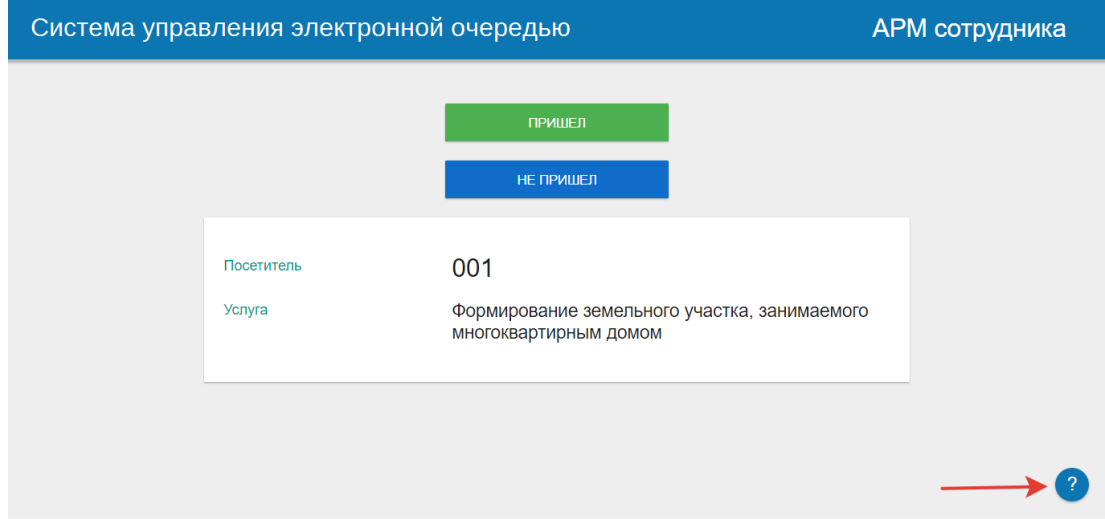 Система управления электронной очередью
АРМ сотрудника
ПРИШЕЛ
НЕ ПРИШЕЛ
Посетитель
001
Услуга
Формирование земельного участка, занимаемого
многоквартирным домом
?